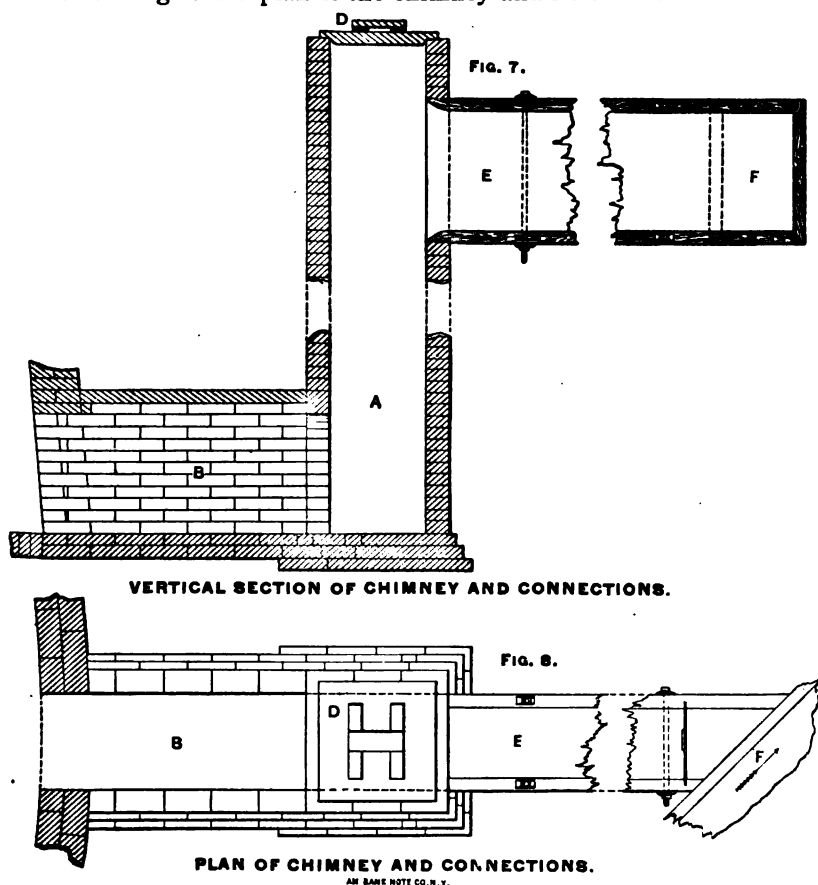 D
FIG. 7.
E
F
A
B
VERTICAL SECTION OF CHIMNEY AND CONNECTIONS.
FIG. 8.
D
B
E
F
PLAN OF CHIMNEY AND CONNECTIONS.
AM BANK NOTE CO. N.Y.